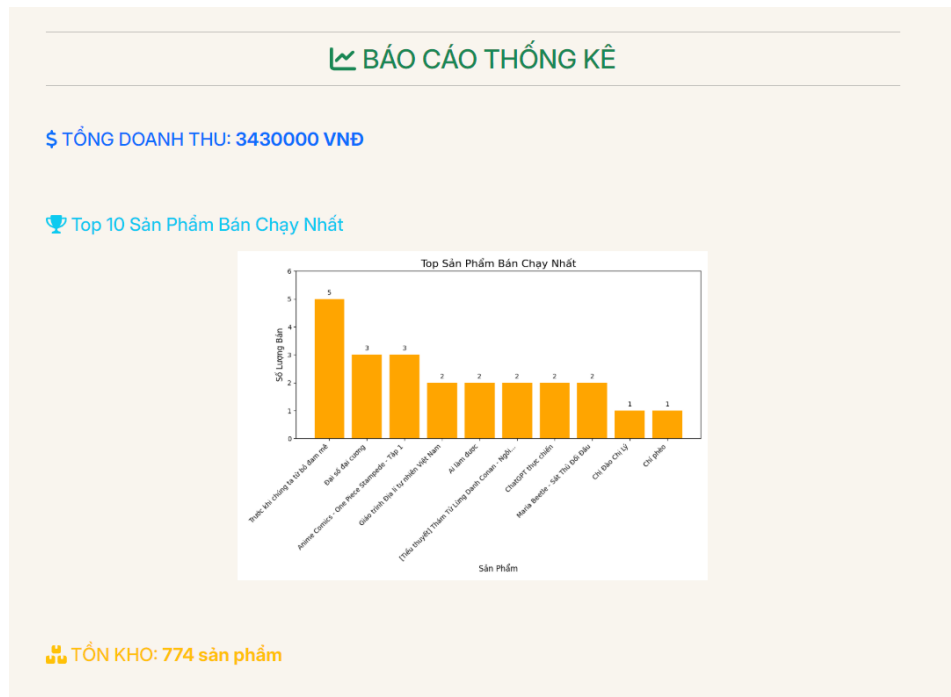 BÁO CÁO THỐNG KÊ
$ TỔNG DOANH THU: 3430000 VNĐ
Top 10 Sản Phẩm Bán Chạy Nhất
Top Sản Phẩm Bán Chạy Nhất
Số Lượng Bán
6
5
4
3
2
1
0
5
3
3
2
2
2
2
2
1
1
Trước khi chúng ta từ bỏ đam mê
Đại số đại cương
Anime Comics - One Piece Stampede - Tập 1
Giáo trình Địa lí tự nhiên Việt Nam
Ai làm được
[Tiểu thuyết] Thám Tử Lừng Danh Conan - Ngôi...
ChatGPT thực chiến
Maria Beetle - Sát Thủ Đối Đầu
Chị Đào Chị Lý
Chí phèo
Sản Phẩm
TỒN KHO: 774 sản phẩm